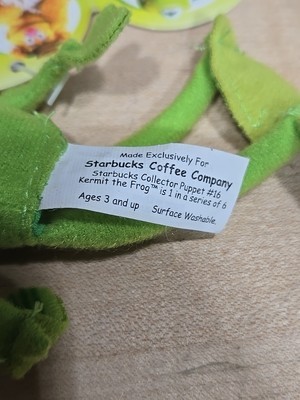 Made Exclusively For
Starbucks Coffee Company
Starbucks Collector Puppet #16
Kermit the Frog™ is 1 in a series of 6
Ages 3 and up Surface Washable.